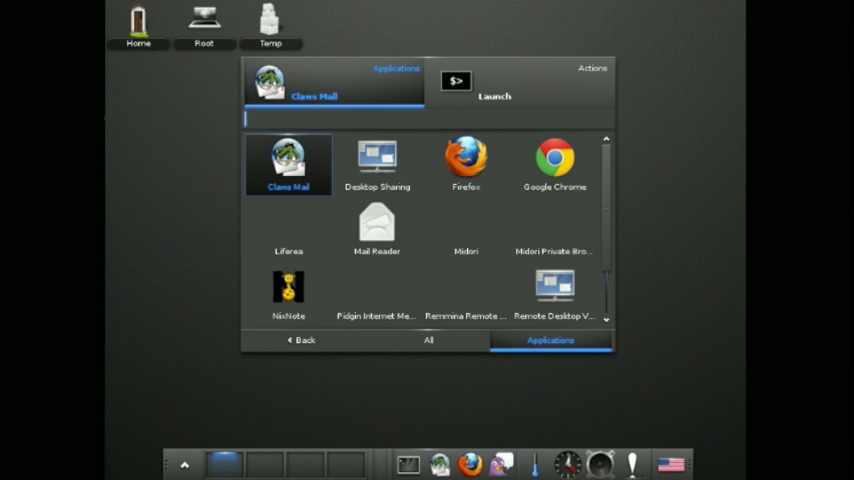 Home Root Temp
Applications Actions
Claws Mail $> Launch
Claws Mail Desktop Sharing Firefox Google Chrome
Liferea Mail Reader Midori Midori Private Bro...
NixNote Pidgin Internet Me... Remmina Remote ... Remote Desktop V...
Back All Applications